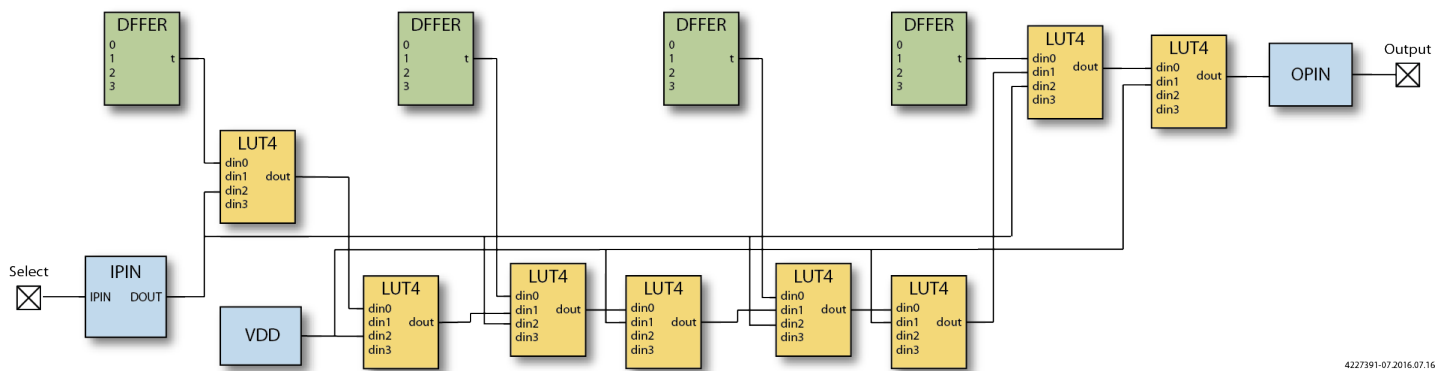 DFFER
0
1 t
2
3
DFFER
0
1 t
2
3
DFFER
0
1 t
2
3
DFFER
0
1 t
2
3
LUT4
din0
din1 dout
din2
din3
LUT4
din0
din1 dout
din2
din3
OPIN
Output
LUT4
din0
din1 dout
din2
din3
Select
IPIN
IPIN DOUT
VDD
LUT4
din0
din1 dout
din2
din3
LUT4
din0
din1 dout
din2
din3
LUT4
din0
din1 dout
din2
din3
LUT4
din0
din1 dout
din2
din3
LUT4
din0
din1 dout
din2
din3
4227391-07.2016.07.16